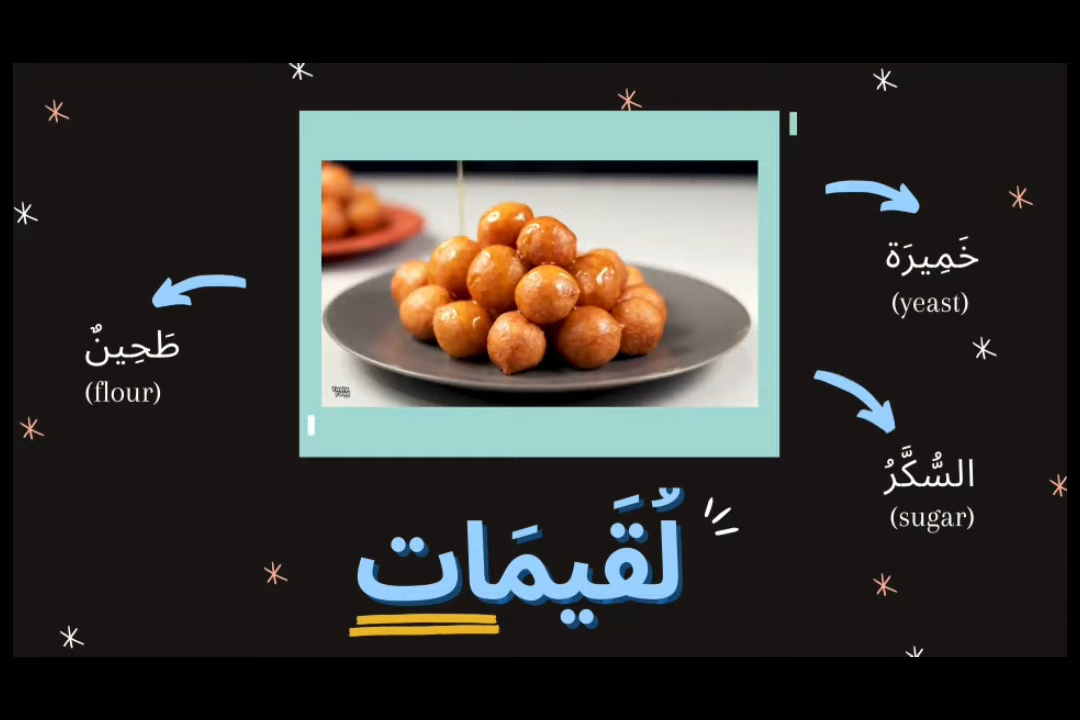 خَمِيرَة
(yeast)
طَحِينٌ
(flour)
السُّكَّرُ
(sugar)
لُقَيمَات